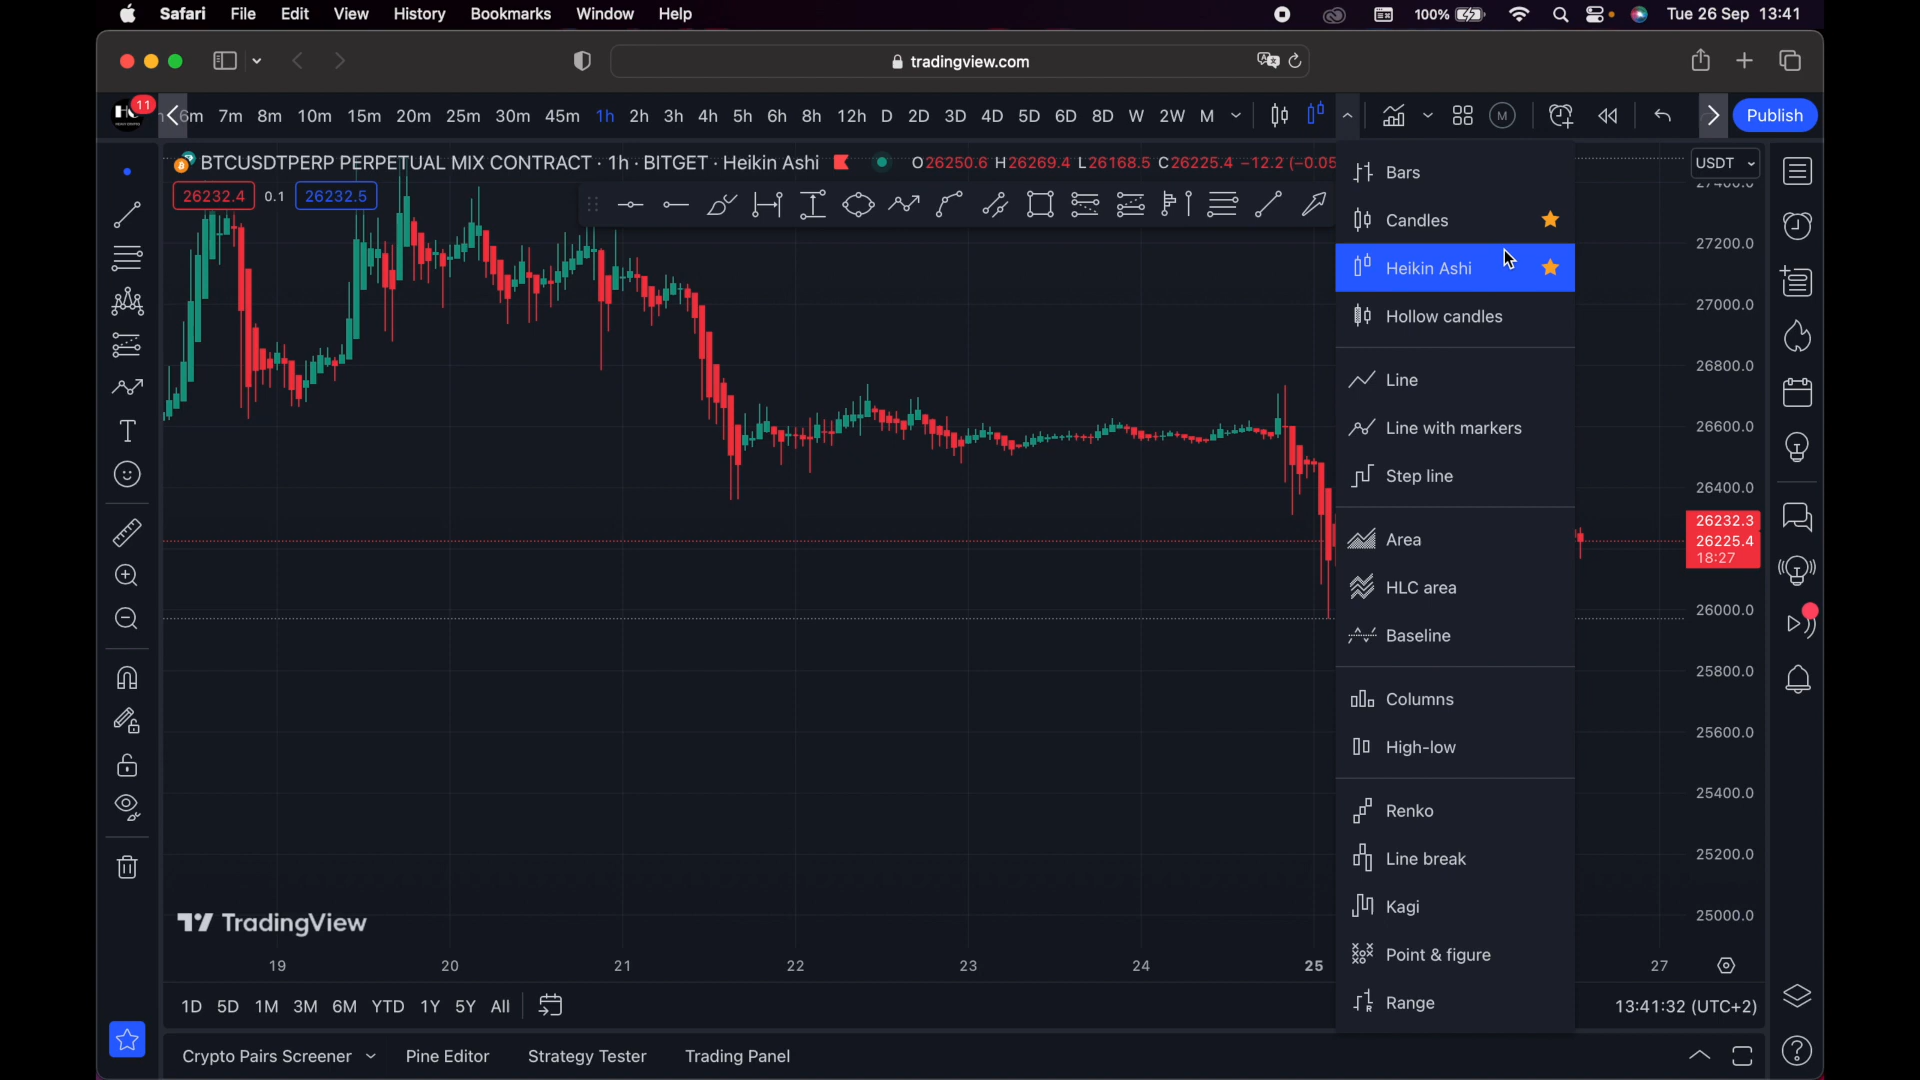 Safari File Edit View History Bookmarks Window Help 100% Tue 26 Sep 13:41
tradingview.com
11 6m 7m 8m 10m 15m 20m 25m 30m 45m 1h 2h 3h 4h 5h 6h 8h 12h D 2D 3D 4D 5D 6D 8D W 2W M M Publish
BTCUSDTPERP PERPETUAL MIX CONTRACT · 1h · BITGET · Heikin Ashi O26250.6 H26269.4 L26168.5 C26225.4 −12.2 (−0.05
USDT
26232.4 0.1 26232.5
Bars
Candles
Heikin Ashi
Hollow candles
Line
Line with markers
Step line
Area
HLC area
Baseline
Columns
High-low
Renko
Line break
Kagi
Point & figure
Range
27400.0
27200.0
27000.0
26800.0
26600.0
26400.0
26232.3
26225.4
18:27
26000.0
25800.0
25600.0
25400.0
25200.0
25000.0
TradingView
19 20 21 22 23 24 25 27
1D 5D 1M 3M 6M YTD 1Y 5Y All 13:41:32 (UTC+2)
Crypto Pairs Screener Pine Editor Strategy Tester Trading Panel